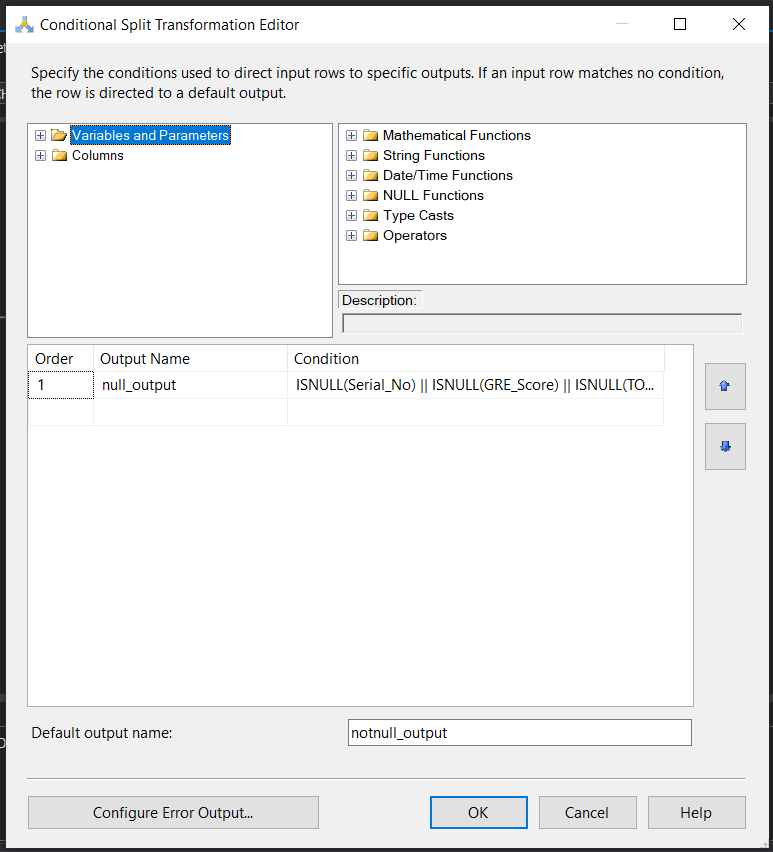 Conditional Split Transformation Editor
Specify the conditions used to direct input rows to specific outputs. If an input row matches no condition,
the row is directed to a default output.
Variables and Parameters
Columns
Mathematical Functions
String Functions
Date/Time Functions
NULL Functions
Type Casts
Operators
Description:
Order Output Name Condition
1 null_output ISNULL(Serial_No) || ISNULL(GRE_Score) || ISNULL(TO...
Default output name: notnull_output
Configure Error Output... OK Cancel Help